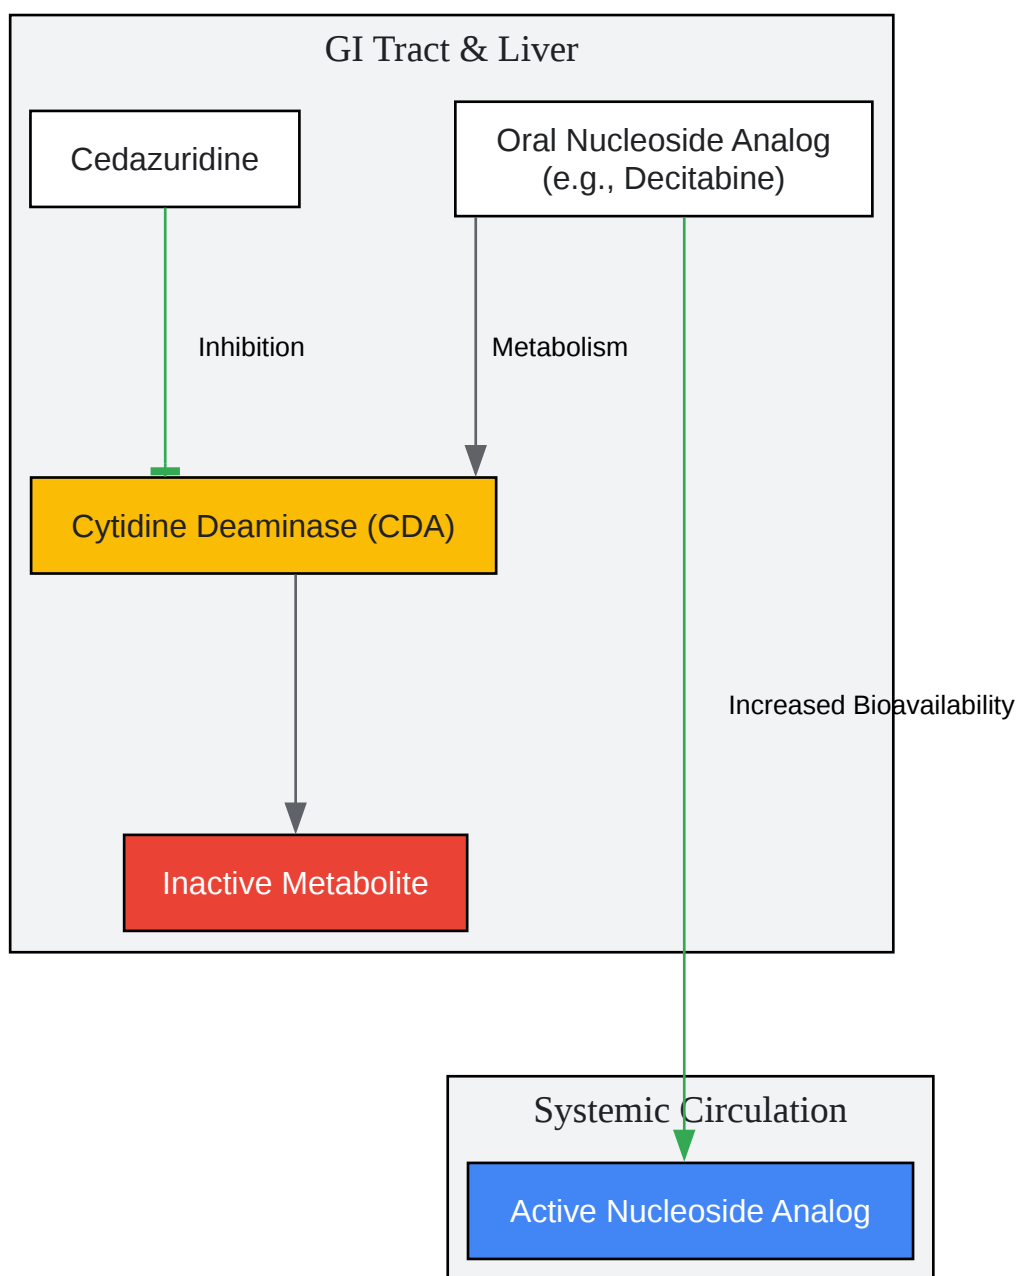 GI Tract & Liver
Cedazuridine
Oral Nucleoside Analog
(e.g., Decitabine)
Inhibition
Metabolism
Cytidine Deaminase (CDA)
Increased Bioavailability
Inactive Metabolite
Systemic Circulation
Active Nucleoside Analog